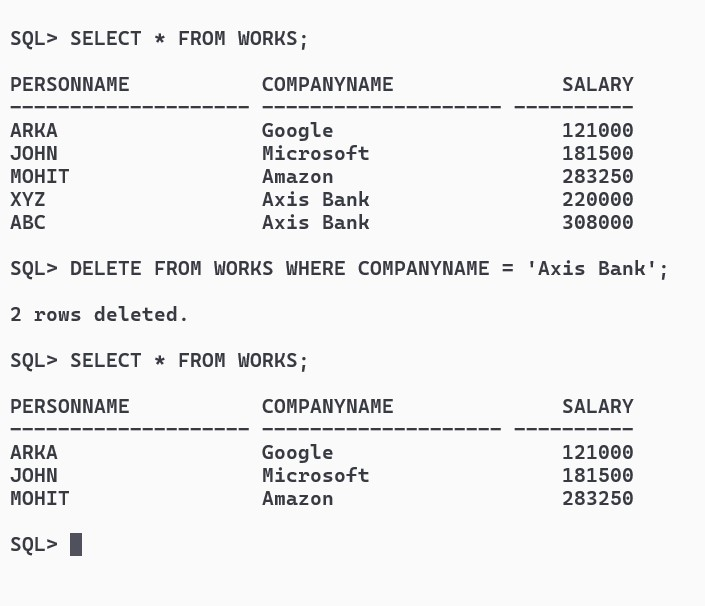 SQL> SELECT * FROM WORKS;
PERSONNAME           COMPANYNAME              SALARY
-------------------- -------------------- ----------
ARKA                 Google                   121000
JOHN                 Microsoft                181500
MOHIT                Amazon                   283250
XYZ                  Axis Bank                220000
ABC                  Axis Bank                308000
SQL> DELETE FROM WORKS WHERE COMPANYNAME = 'Axis Bank';
2 rows deleted.
SQL> SELECT * FROM WORKS;
PERSONNAME           COMPANYNAME              SALARY
-------------------- -------------------- ----------
ARKA                 Google                   121000
JOHN                 Microsoft                181500
MOHIT                Amazon                   283250
SQL>